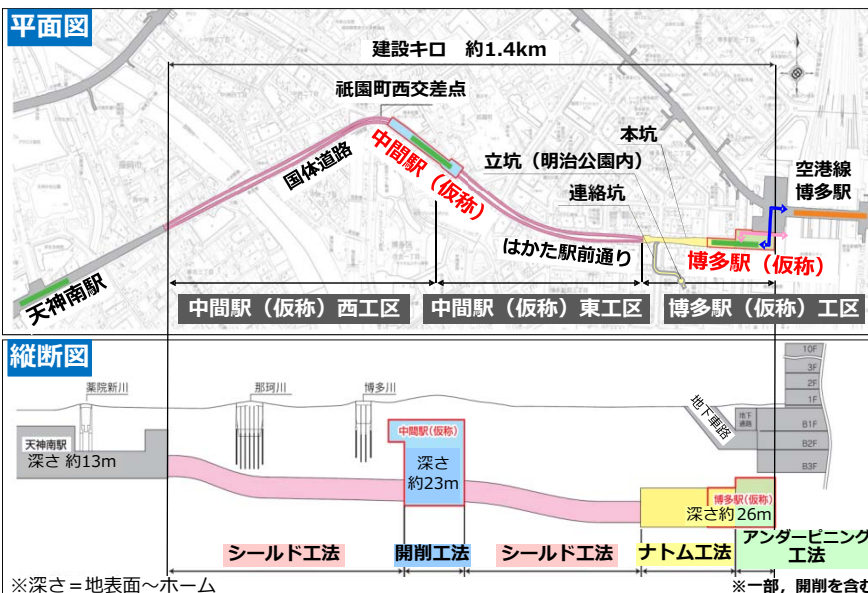 平面図
建設キロ 約1.4km
祇園町西交差点
国体道路
中間駅(仮称)
本坑
立坑(明治公園内)
連絡坑
空港線
博多駅
はかた駅前通り
博多駅(仮称)
天神南駅
中間駅(仮称)西工区
中間駅(仮称)東工区
博多駅(仮称)工区
縦断図
薬院新川
那珂川
博多川
天神南駅
深さ 約13m
中間駅(仮称)
深さ
約23m
地下車路
地下
通路
10F
3F
2F
1F
B1F
B2F
B3F
博多駅(仮称)
深さ約26m
シールド工法
開削工法
シールド工法
ナトム工法
アンダーピニング
工法
※深さ=地表面~ホーム
※一部,開削を含む